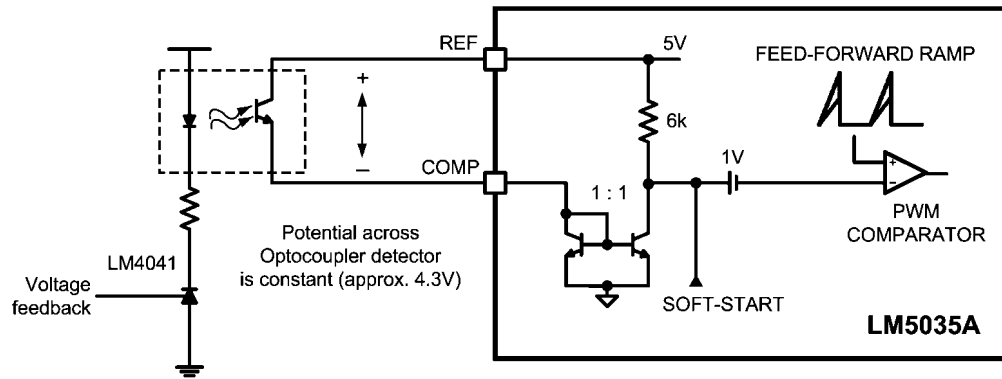 REF
5V
FEED-FORWARD RAMP
+
6k
–
COMP
1V
+
–
1 : 1
PWM
COMPARATOR
Potential across
Optocoupler detector
is constant (approx. 4.3V)
LM4041
Voltage
feedback
SOFT-START
LM5035A